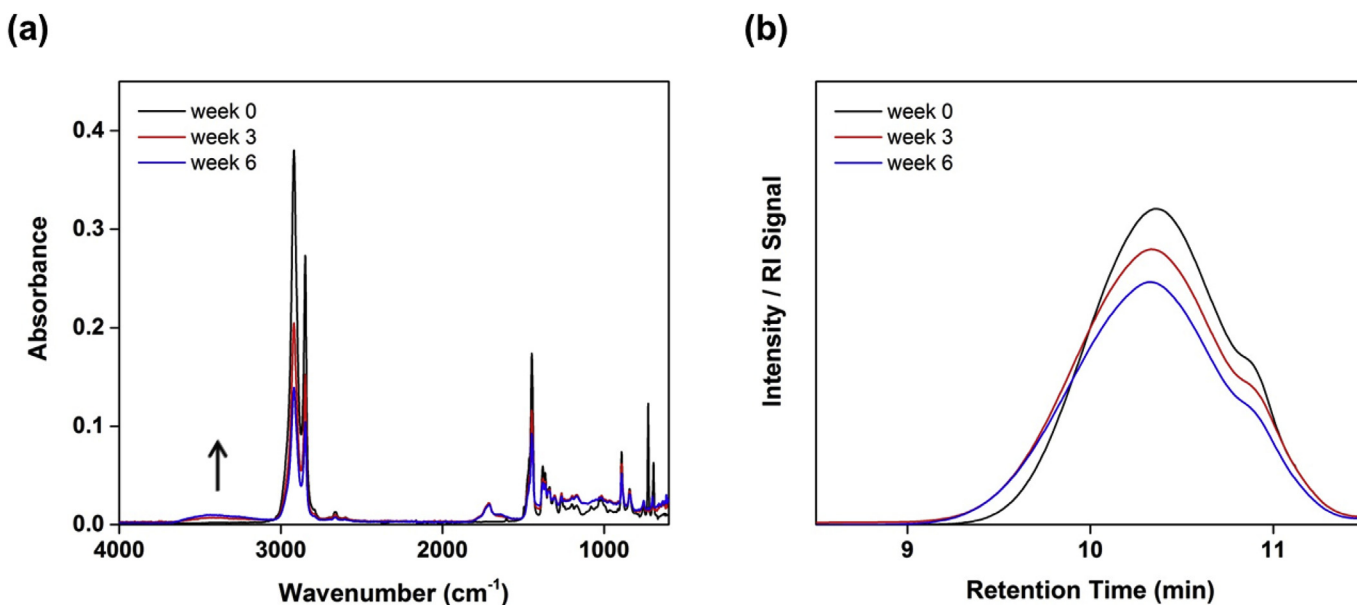 (a)
week 0
week 3
week 6
Absorbance
0.4
0.3
0.2
0.1
0.0
4000 3000 2000 1000
Wavenumber (cm⁻¹)
(b)
week 0
week 3
week 6
Intensity / RI Signal
9 10 11
Retention Time (min)